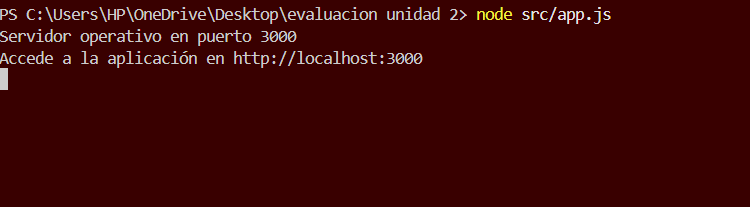 PS C:\Users\HP\OneDrive\Desktop\evaluacion unidad 2> node src/app.js
Servidor operativo en puerto 3000
Accede a la aplicación en http://localhost:3000